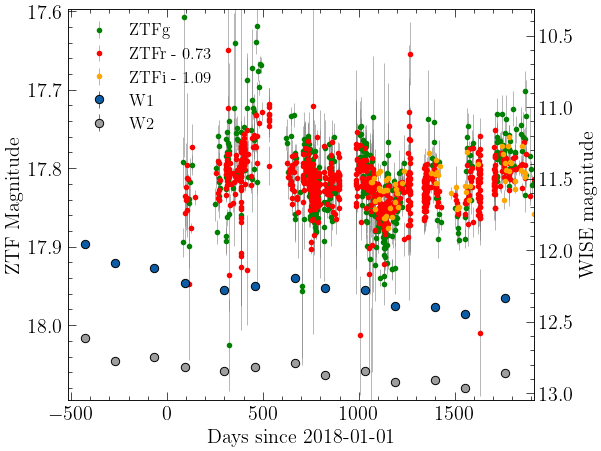 ZTFg
ZTFr - 0.73
ZTFi - 1.09
W1
W2
17.6
17.7
17.8
17.9
18.0
ZTF Magnitude
10.5
11.0
11.5
12.0
12.5
13.0
WISE magnitude
−500 0 500 1000 1500
Days since 2018-01-01